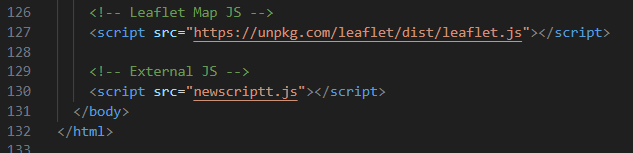 126 <!-- Leaflet Map JS -->
127 <script src="https://unpkg.com/leaflet/dist/leaflet.js"></script>
128
129 <!-- External JS -->
130 <script src="newscriptt.js"></script>
131 </body>
132 </html>
133